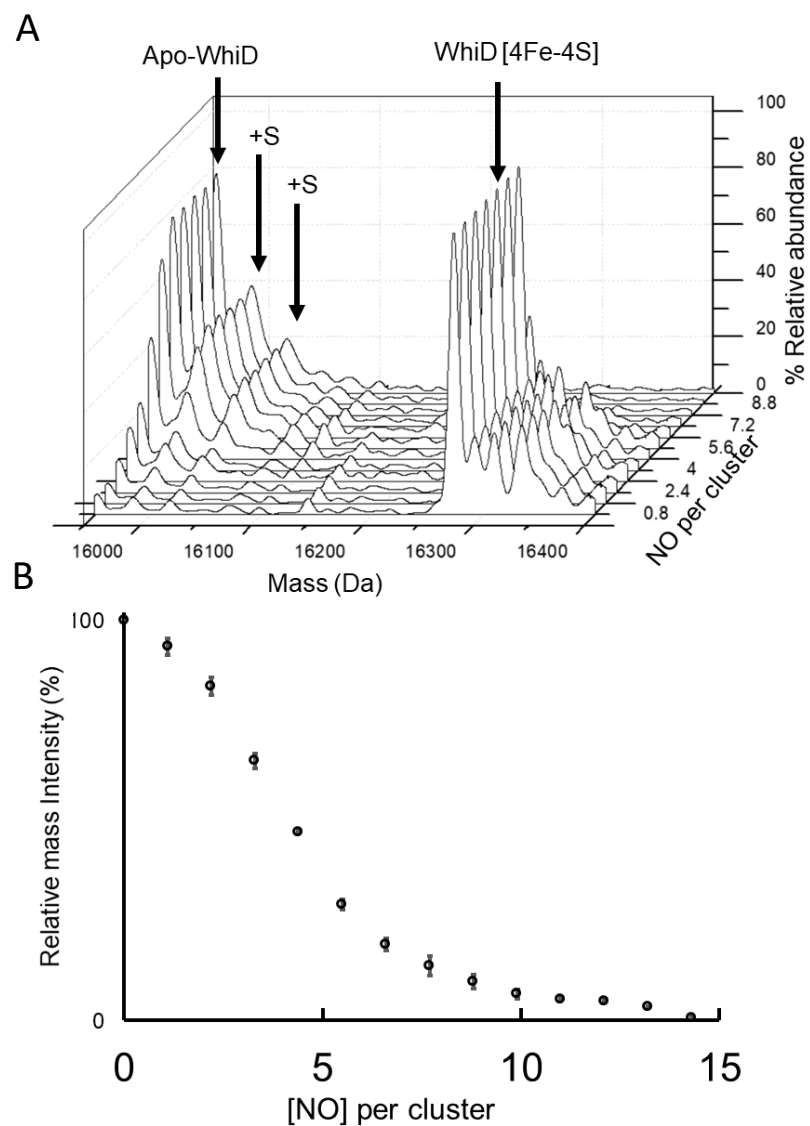 A
Apo-WhiD
WhiD [4Fe-4S]
+S
+S
100
80
60
40
20
0
8.8
7.2
5.6
4
2.4
0.8
% Relative abundance
NO per cluster
16000 16100 16200 16300 16400
Mass (Da)
B
100
0
Relative mass Intensity (%)
0 5 10 15
[NO] per cluster